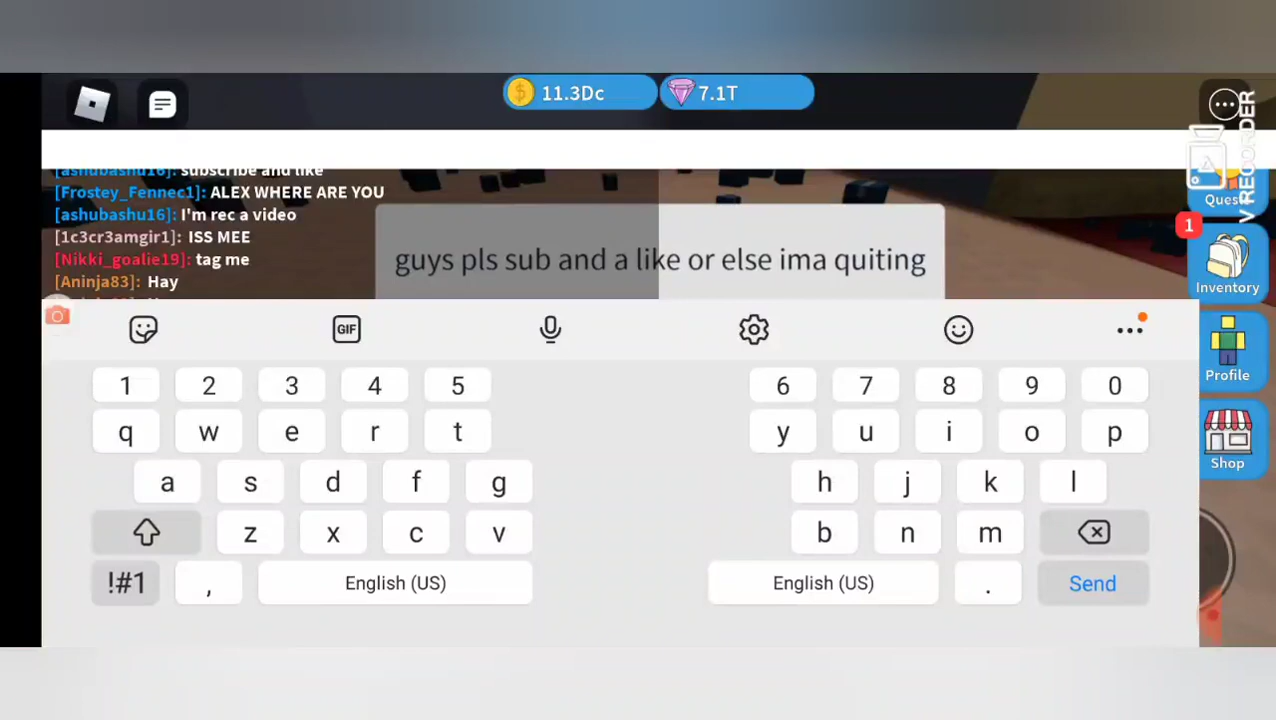 11.3Dc
7.1T
V RECORDER
[ashubashu16]: subscribe and like
[Frostey_Fennec1]: ALEX WHERE ARE YOU
[ashubashu16]: I'm rec a video
[1c3cr3amgir1]: ISS MEE
[Nikki_goalie19]: tag me
[Aninja83]: Hay
guys pls sub and a like or else ima quiting
Quest
1
Inventory
Profile
Shop
GIF
1 2 3 4 5 6 7 8 9 0
q w e r t y u i o p
a s d f g h j k l
z x c v b n m
!#1 , English (US) English (US) . Send